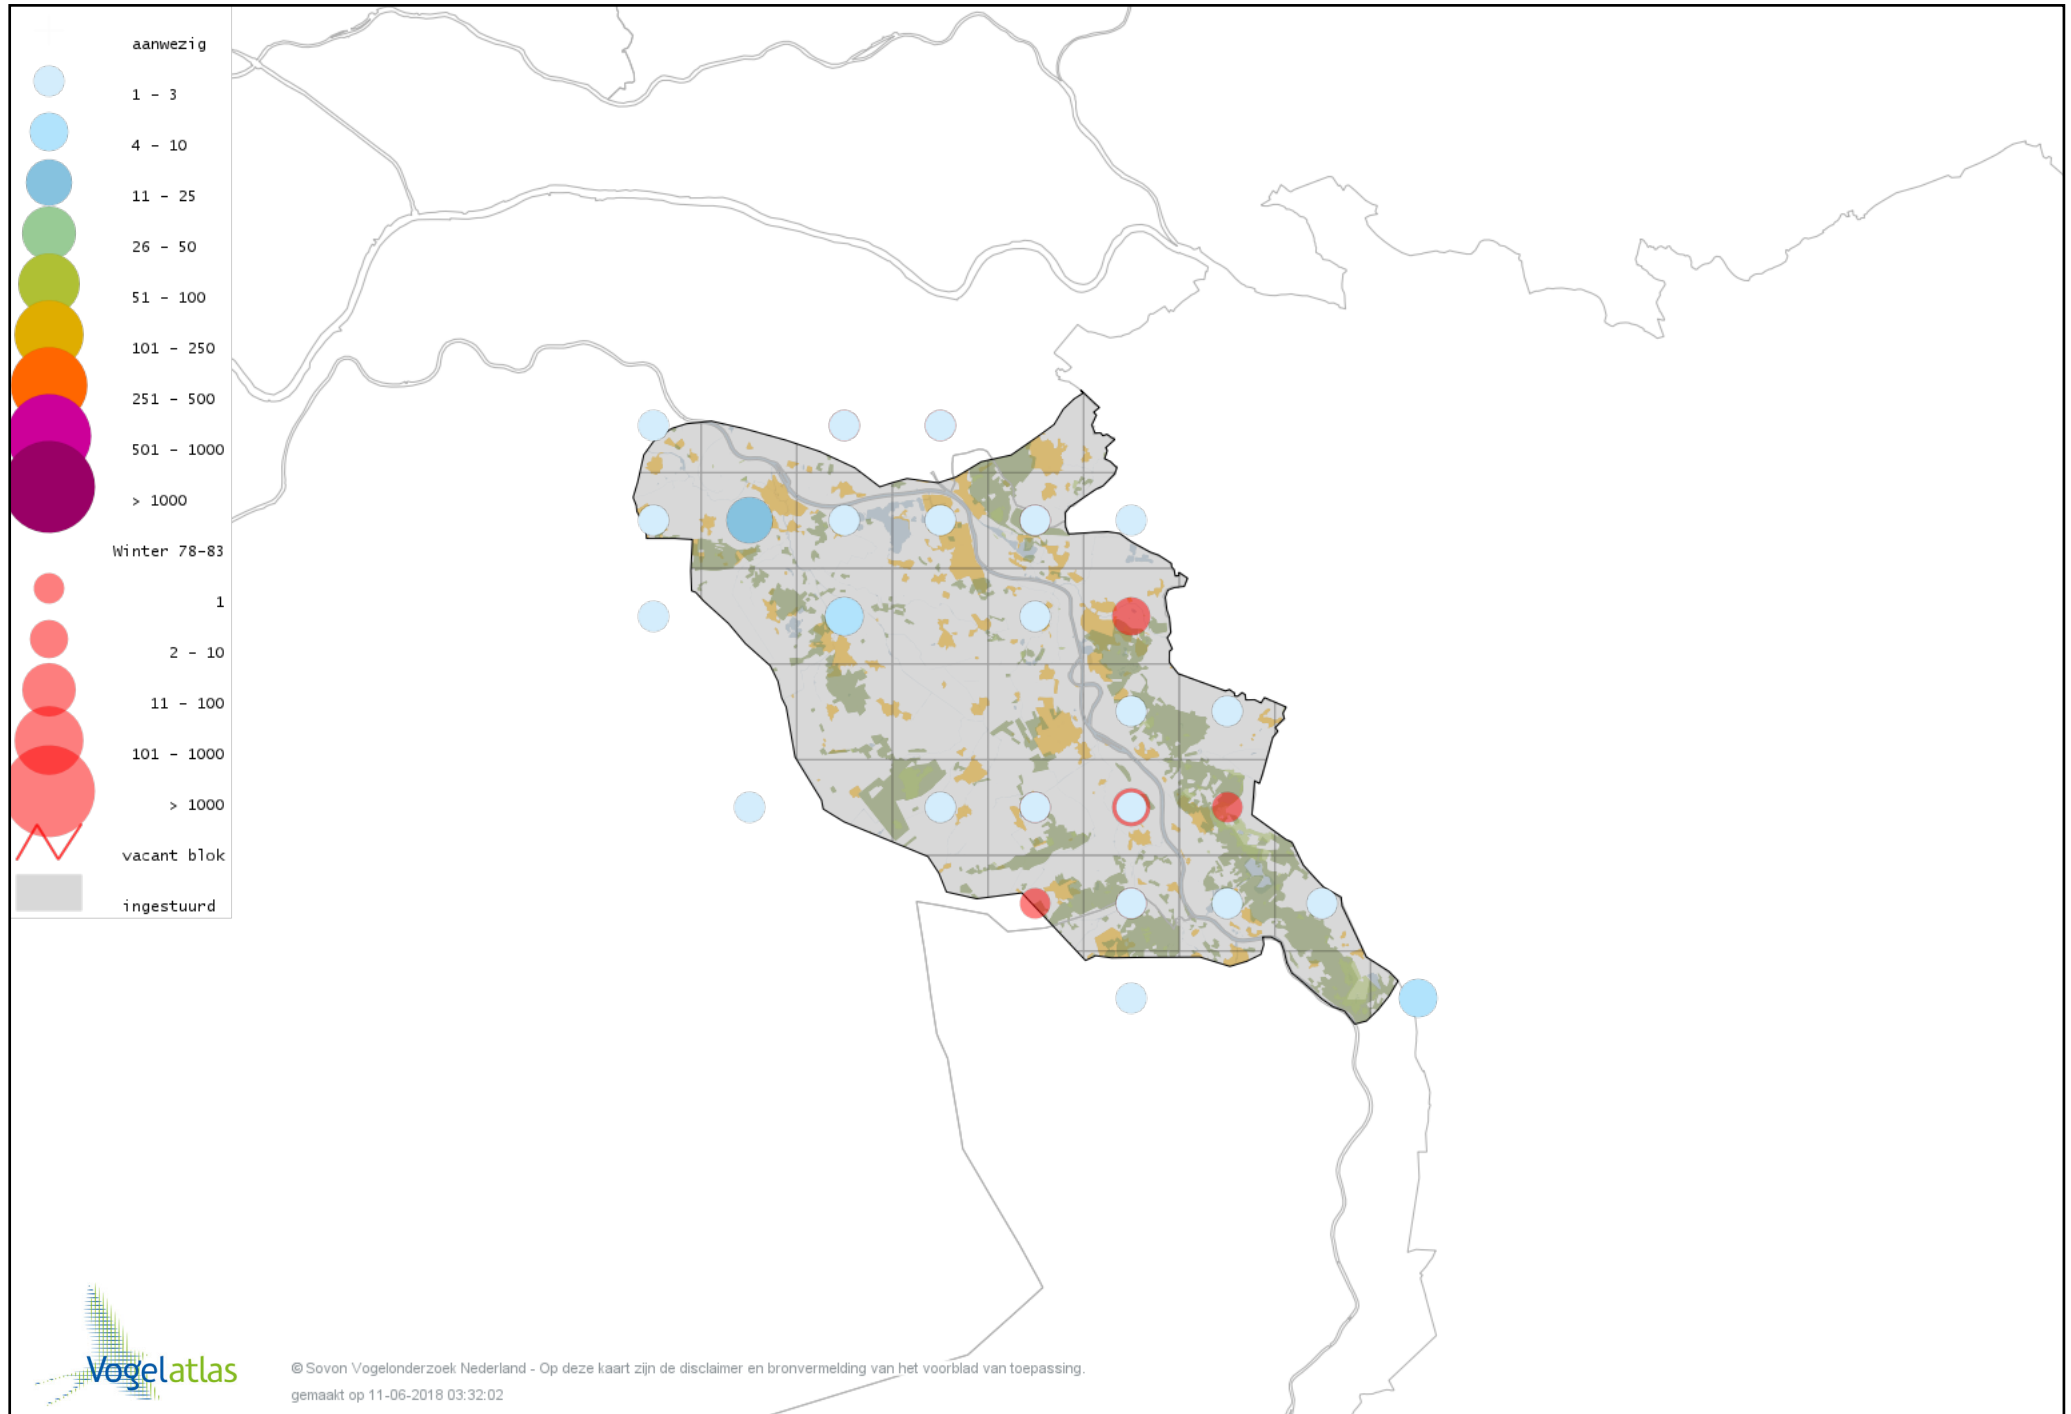 aanwezig
1 - 3
4 - 10
11 - 25
26 - 50
51 - 100
101 - 250
251 - 500
501 - 1000
> 1000
Winter 78-83
1
2 - 10
11 - 100
101 - 1000
> 1000
vacant blok
ingestuurd
Vogelatlas
© Sovon Vogelonderzoek Nederland - Op deze kaart zijn de disclaimer en bronvermelding van het voorblad van toepassing.
gemaakt op 11-06-2018 03:32:02